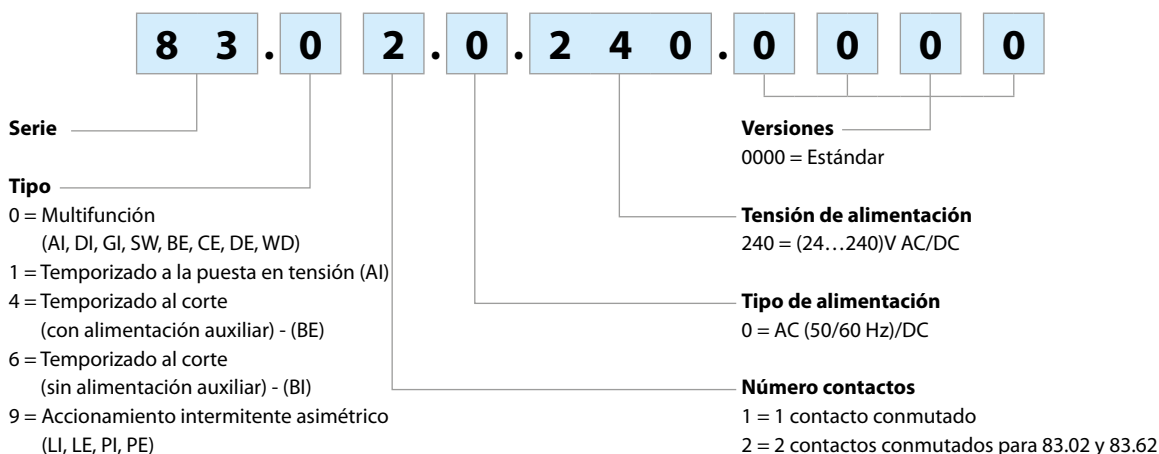 8 3 . 0 2 . 0 . 2 4 0 . 0 0 0 0
Serie
Tipo
0 = Multifunción
(AI, DI, GI, SW, BE, CE, DE, WD)
1 = Temporizado a la puesta en tensión (AI)
4 = Temporizado al corte
(con alimentación auxiliar) - (BE)
6 = Temporizado al corte
(sin alimentación auxiliar) - (BI)
9 = Accionamiento intermitente asimétrico
(LI, LE, PI, PE)
Versiones
0000 = Estándar
Tensión de alimentación
240 = (24…240)V AC/DC
Tipo de alimentación
0 = AC (50/60 Hz)/DC
Número contactos
1 = 1 contacto conmutado
2 = 2 contactos conmutados para 83.02 y 83.62